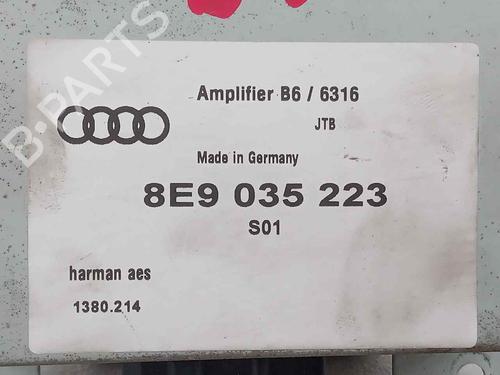 B-PARTS
Amplifier B6 / 6316
JTB
Made in Germany
8E9 035 223
S01
harman aes
1380.214